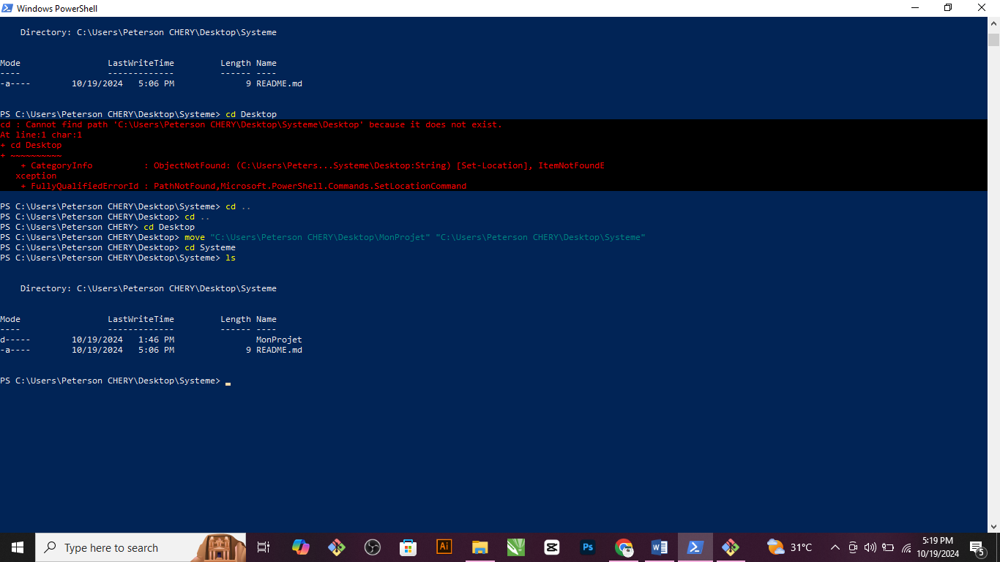 Windows PowerShell
Directory: C:\Users\Peterson CHERY\Desktop\Systeme
Mode                 LastWriteTime         Length Name
----                 -------------         ------ ----
-a----        10/19/2024   5:06 PM              9 README.md
PS C:\Users\Peterson CHERY\Desktop\Systeme> cd Desktop
cd : Cannot find path 'C:\Users\Peterson CHERY\Desktop\Systeme\Desktop' because it does not exist.
At line:1 char:1
+ cd Desktop
+ ~~~~~~~~~~
    + CategoryInfo          : ObjectNotFound: (C:\Users\Peters...Systeme\Desktop:String) [Set-Location], ItemNotFoundE
   xception
    + FullyQualifiedErrorId : PathNotFound,Microsoft.PowerShell.Commands.SetLocationCommand
PS C:\Users\Peterson CHERY\Desktop\Systeme> cd ..
PS C:\Users\Peterson CHERY\Desktop> cd ..
PS C:\Users\Peterson CHERY> cd Desktop
PS C:\Users\Peterson CHERY\Desktop> move "C:\Users\Peterson CHERY\Desktop\MonProjet" "C:\Users\Peterson CHERY\Desktop\Systeme"
PS C:\Users\Peterson CHERY\Desktop> cd Systeme
PS C:\Users\Peterson CHERY\Desktop\Systeme> ls
Directory: C:\Users\Peterson CHERY\Desktop\Systeme
Mode                 LastWriteTime         Length Name
----                 -------------         ------ ----
d-----        10/19/2024   1:46 PM                MonProjet
-a----        10/19/2024   5:06 PM              9 README.md
PS C:\Users\Peterson CHERY\Desktop\Systeme>
Type here to search
Ai
Ps
W
31°C
5:19 PM
10/19/2024
5